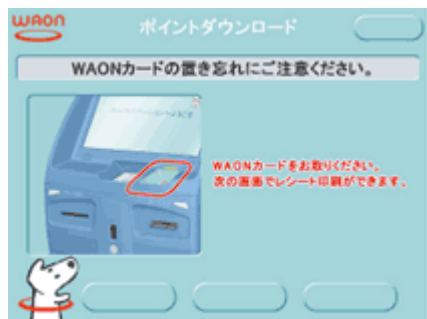 WAON
ポイントダウンロード
WAONカードの置き忘れにご注意ください。
WAONカードをお取りください。
次の画面でレシート印刷ができます。